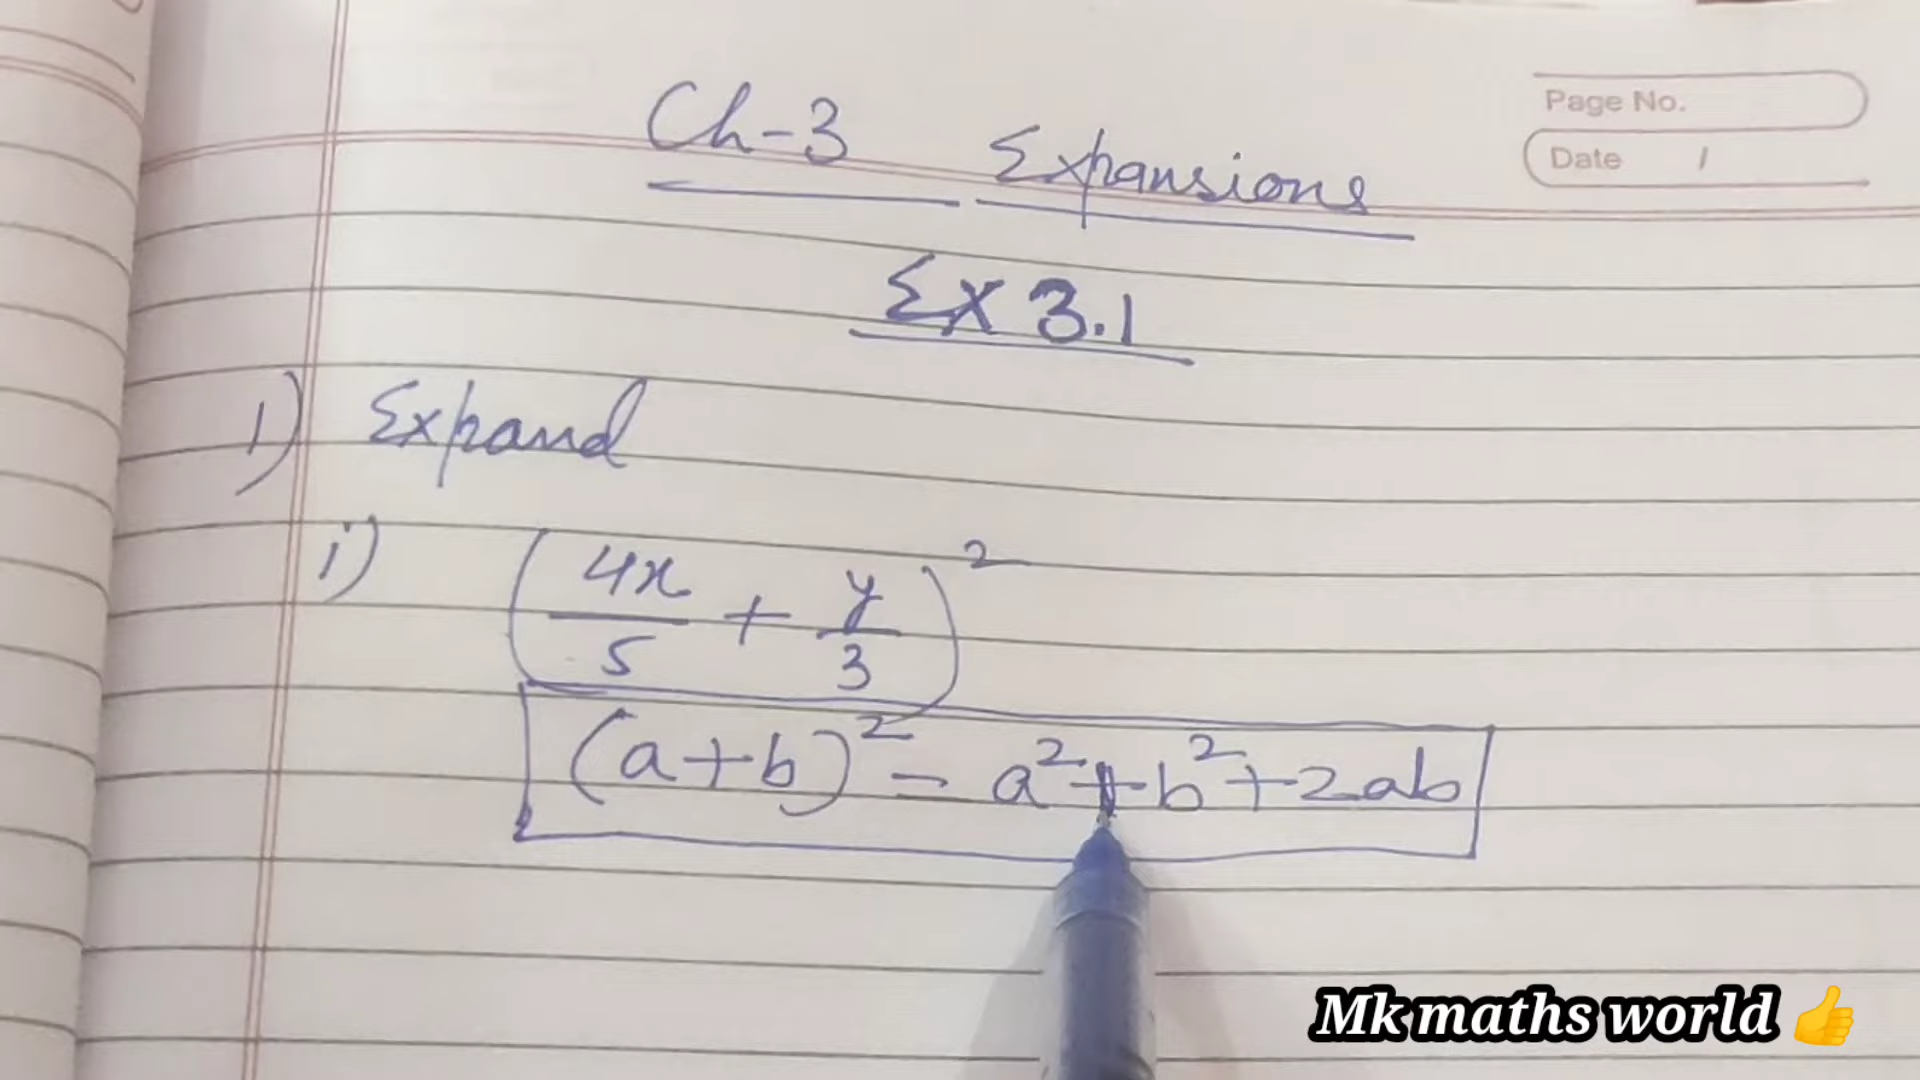 Page No.
Date /
Ch-3 Expansions
EX 3.1
1) Expand
i) (4x/5 + y/3)²
(a+b)² = a²+b²+2ab
Mk maths world 👍